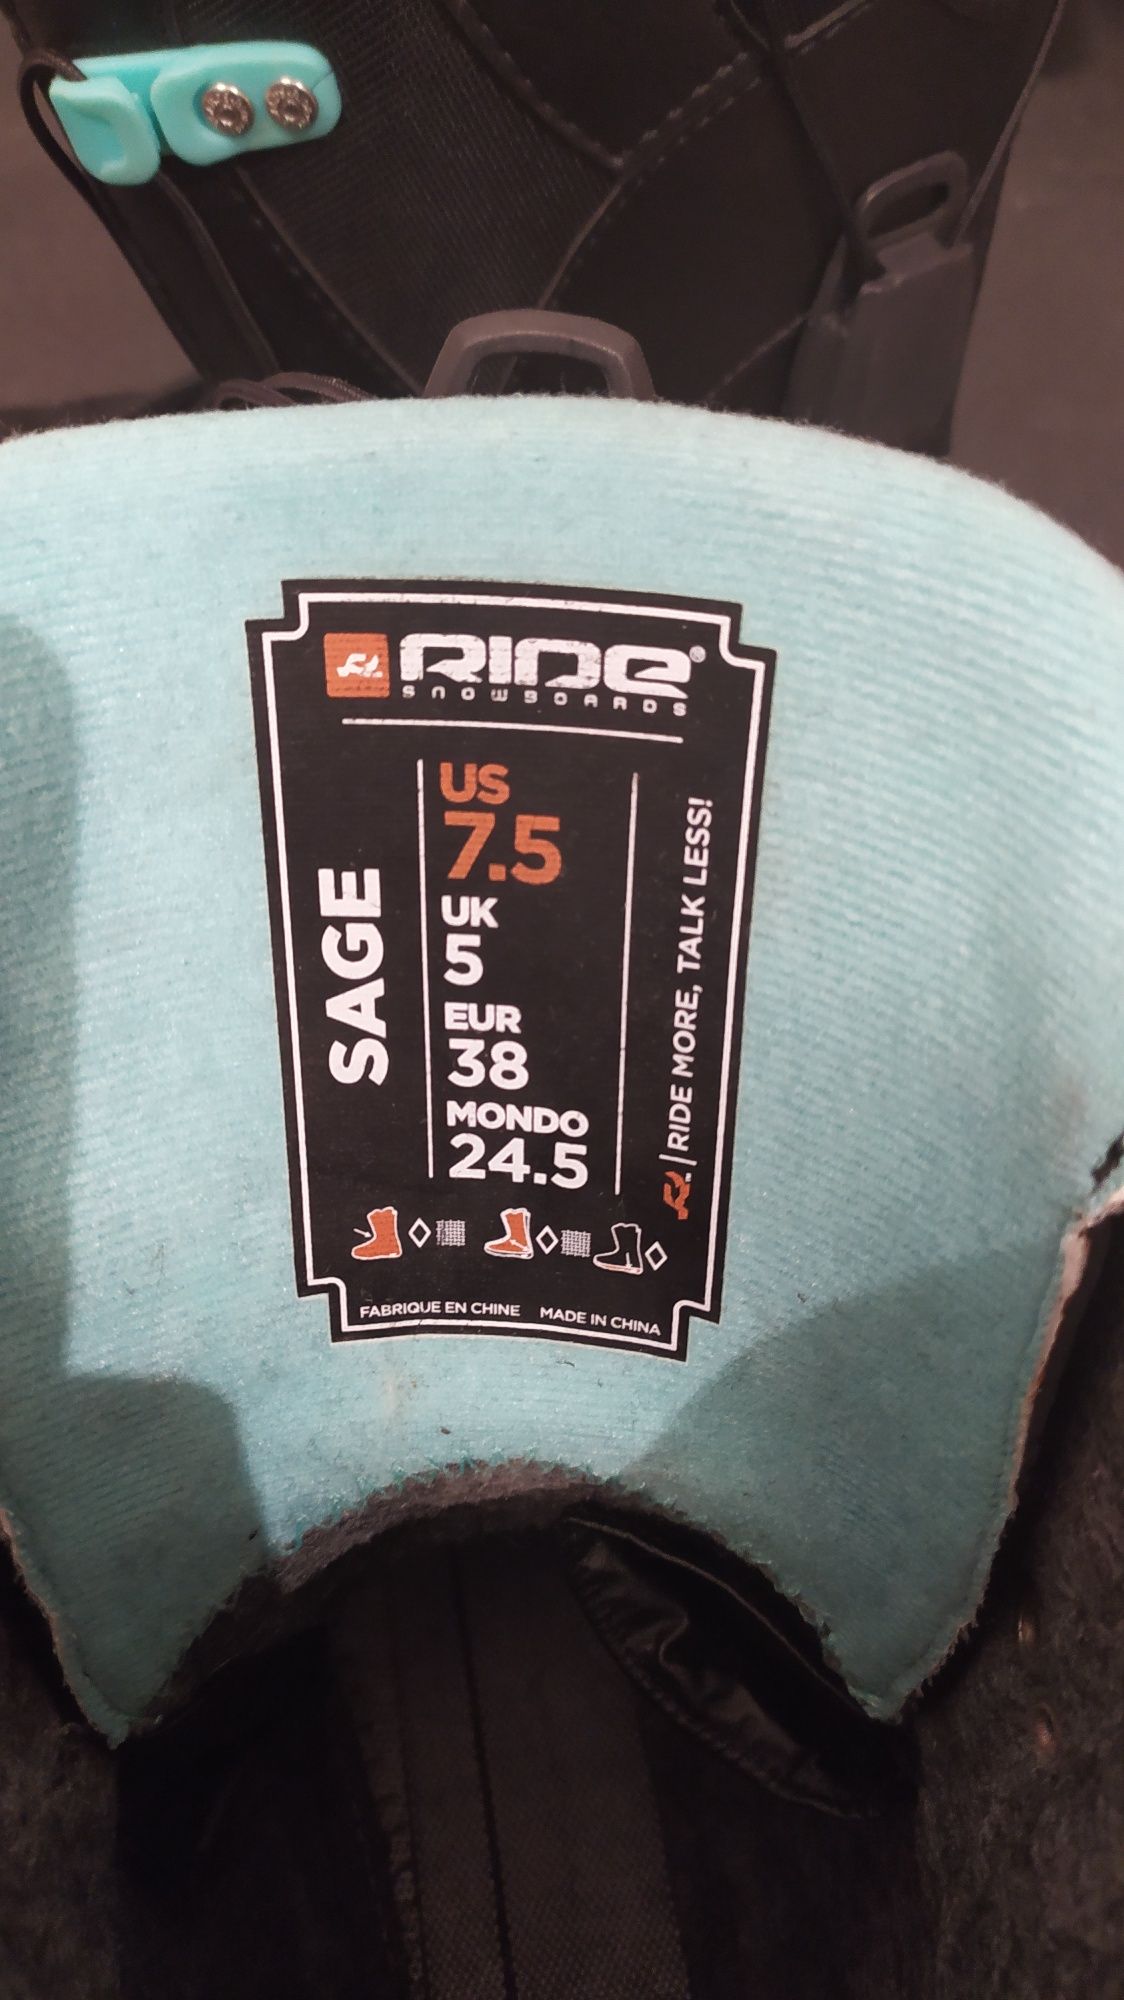 RIDE®
SNOWBOARDS
SAGE
US
7.5
UK
5
EUR
38
MONDO
24.5
RIDE MORE, TALK LESS!
FABRIQUE EN CHINE MADE IN CHINA